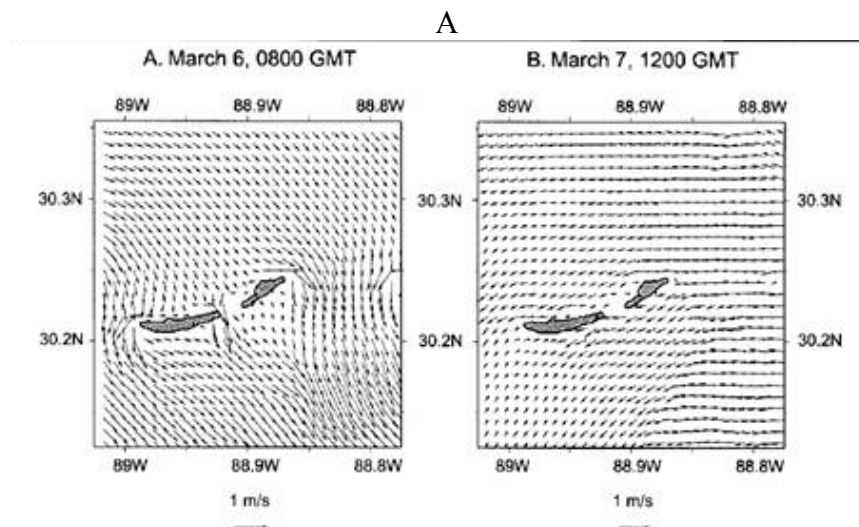 A
A. March 6, 0800 GMT
B. March 7, 1200 GMT
89W 88.9W 88.8W
89W 88.9W 88.8W
30.3N 30.3N 30.3N
30.2N 30.2N 30.2N
89W 88.9W 88.8W
89W 88.9W 88.8W
1 m/s
1 m/s